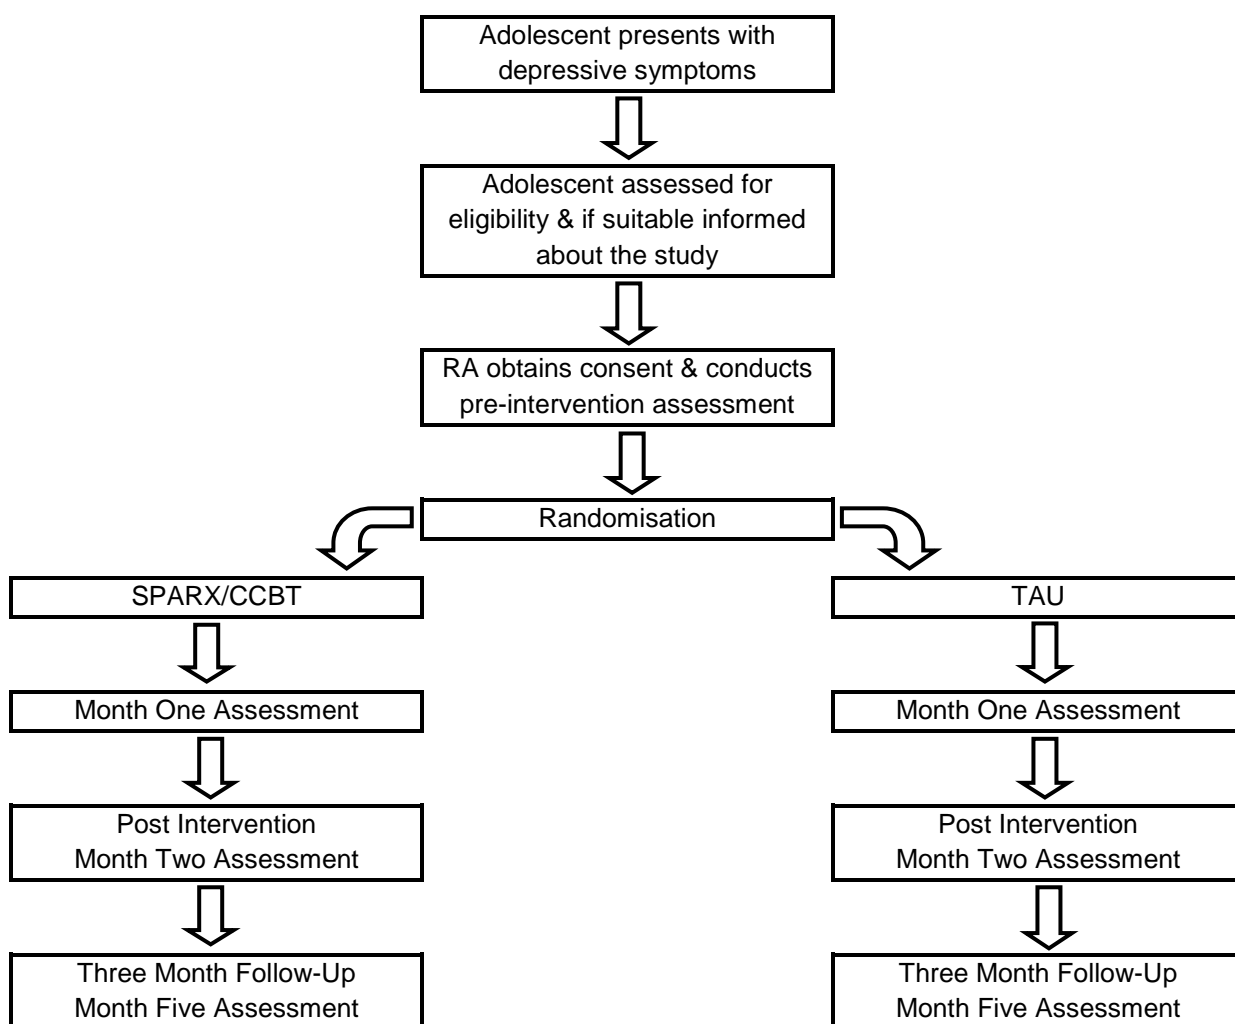 Adolescent presents with
depressive symptoms
Adolescent assessed for
eligibility & if suitable informed
about the study
RA obtains consent & conducts
pre-intervention assessment
Randomisation
SPARX/CCBT
TAU
Month One Assessment
Month One Assessment
Post Intervention
Month Two Assessment
Post Intervention
Month Two Assessment
Three Month Follow-Up
Month Five Assessment
Three Month Follow-Up
Month Five Assessment